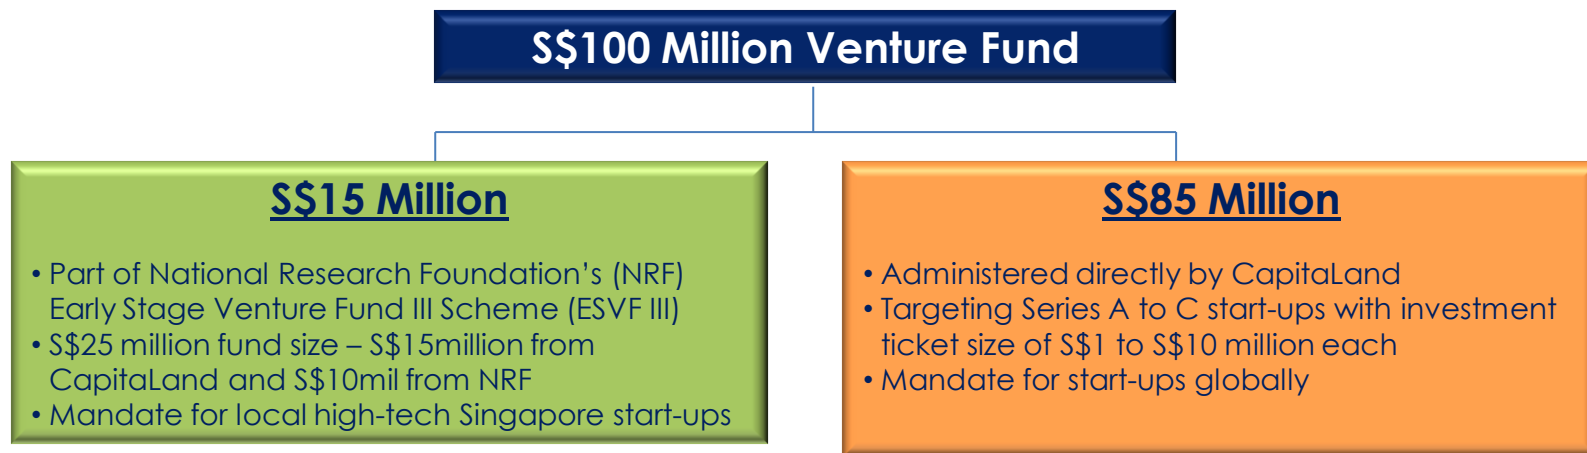 S$100 Million Venture Fund
S$15 Million
• Part of National Research Foundation’s (NRF)
Early Stage Venture Fund III Scheme (ESVF III)
• S$25 million fund size – S$15million from
CapitaLand and S$10mil from NRF
• Mandate for local high-tech Singapore start-ups
S$85 Million
• Administered directly by CapitaLand
• Targeting Series A to C start-ups with investment
ticket size of S$1 to S$10 million each
• Mandate for start-ups globally